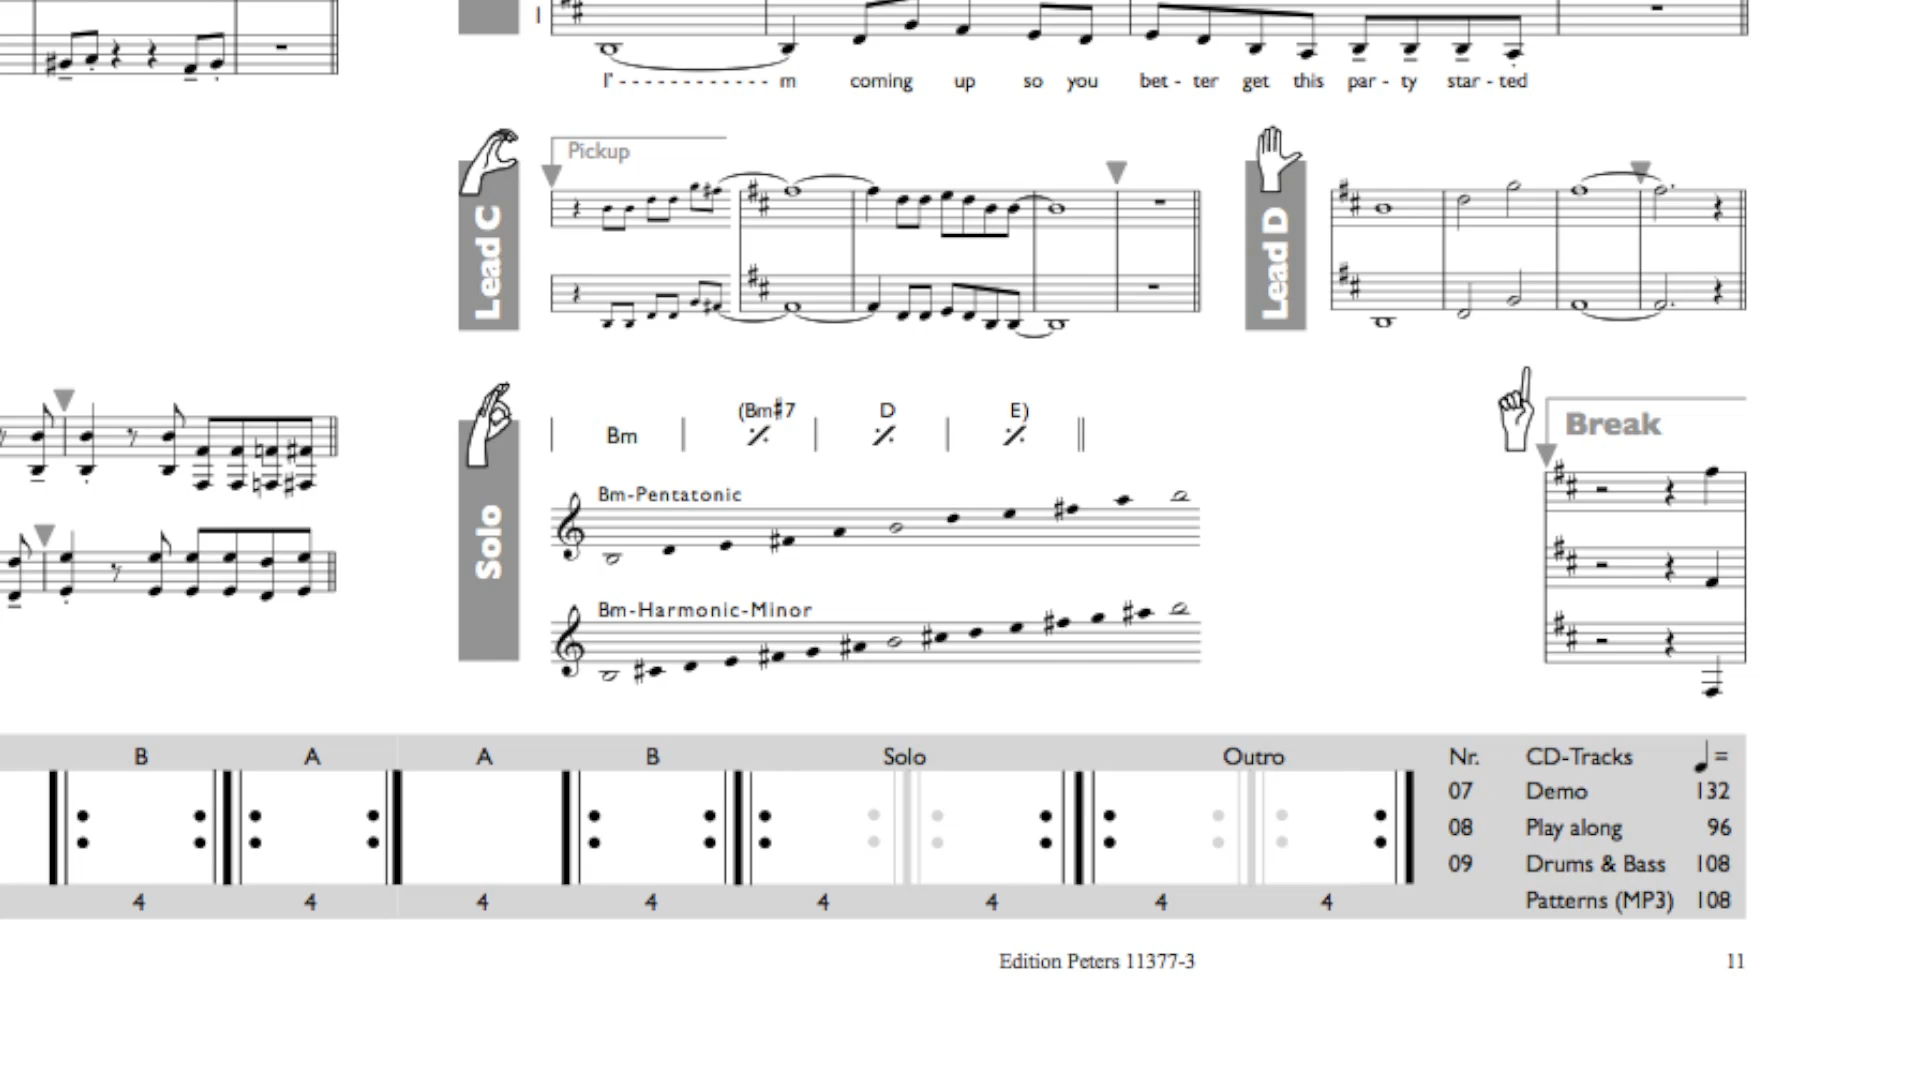 I
I' - - - - - - - - - - - - m coming up so you bet - ter get this par - ty star - ted
Lead C
Pickup
Lead D
Solo
Bm (Bm♯7 D E)
Bm-Pentatonic
Bm-Harmonic-Minor
Break
B A A B Solo Outro
4 4 4 4 4 4 4 4
Nr. CD-Tracks ♩ =
07 Demo 132
08 Play along 96
09 Drums & Bass 108
Patterns (MP3) 108
Edition Peters 11377-3
11